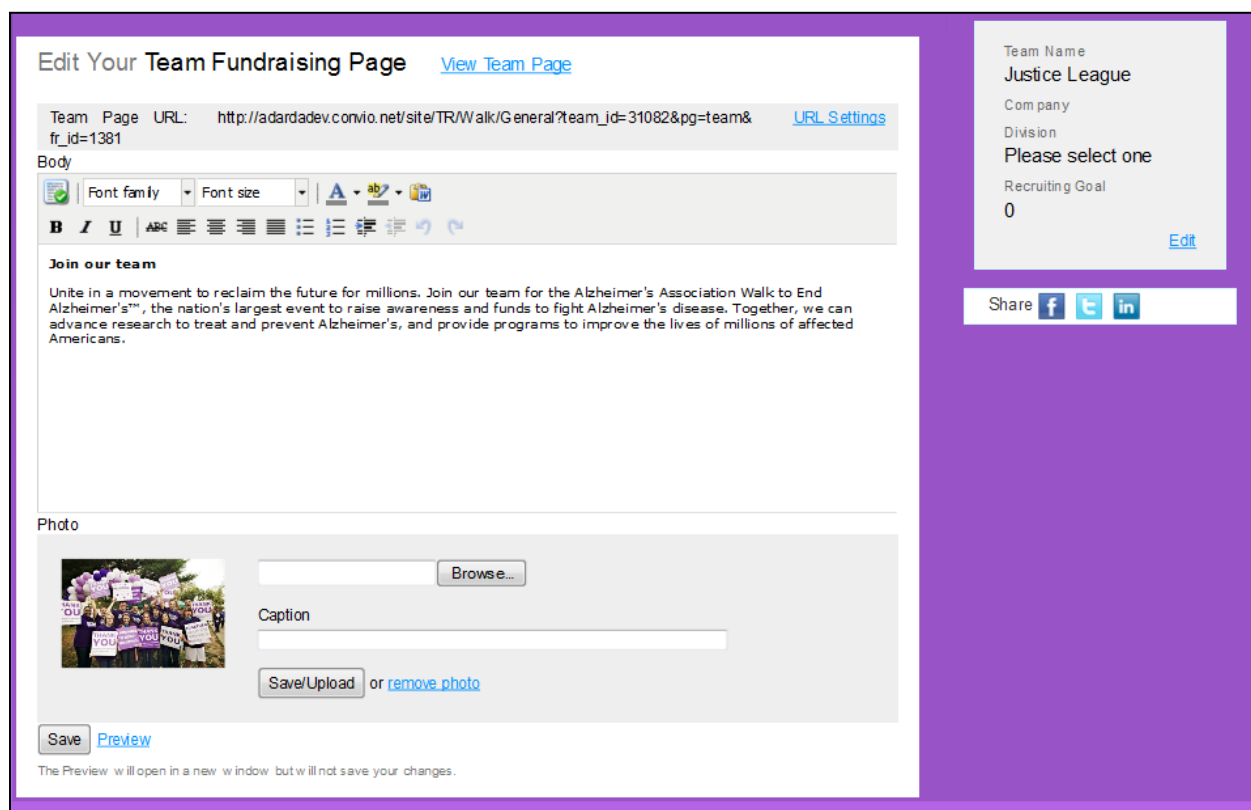 Edit Your Team Fundraising Page View Team Page
Team Page URL: http://adardadev.convio.net/site/TR/Walk/General?team_id=31082&pg=team& URL Settings
fr_id=1381
Body
Font family Font size A ab
B I U ABC
Join our team
Unite in a movement to reclaim the future for millions. Join our team for the Alzheimer's Association Walk to End
Alzheimer's™, the nation's largest event to raise awareness and funds to fight Alzheimer's disease. Together, we can
advance research to treat and prevent Alzheimer's, and provide programs to improve the lives of millions of affected
Americans.
Photo
THANK YOU
Browse...
Caption
Save/Upload or remove photo
Save Preview
The Preview will open in a new window but will not save your changes.
Team Name
Justice League
Company
Division
Please select one
Recruiting Goal
0
Edit
Share f t in